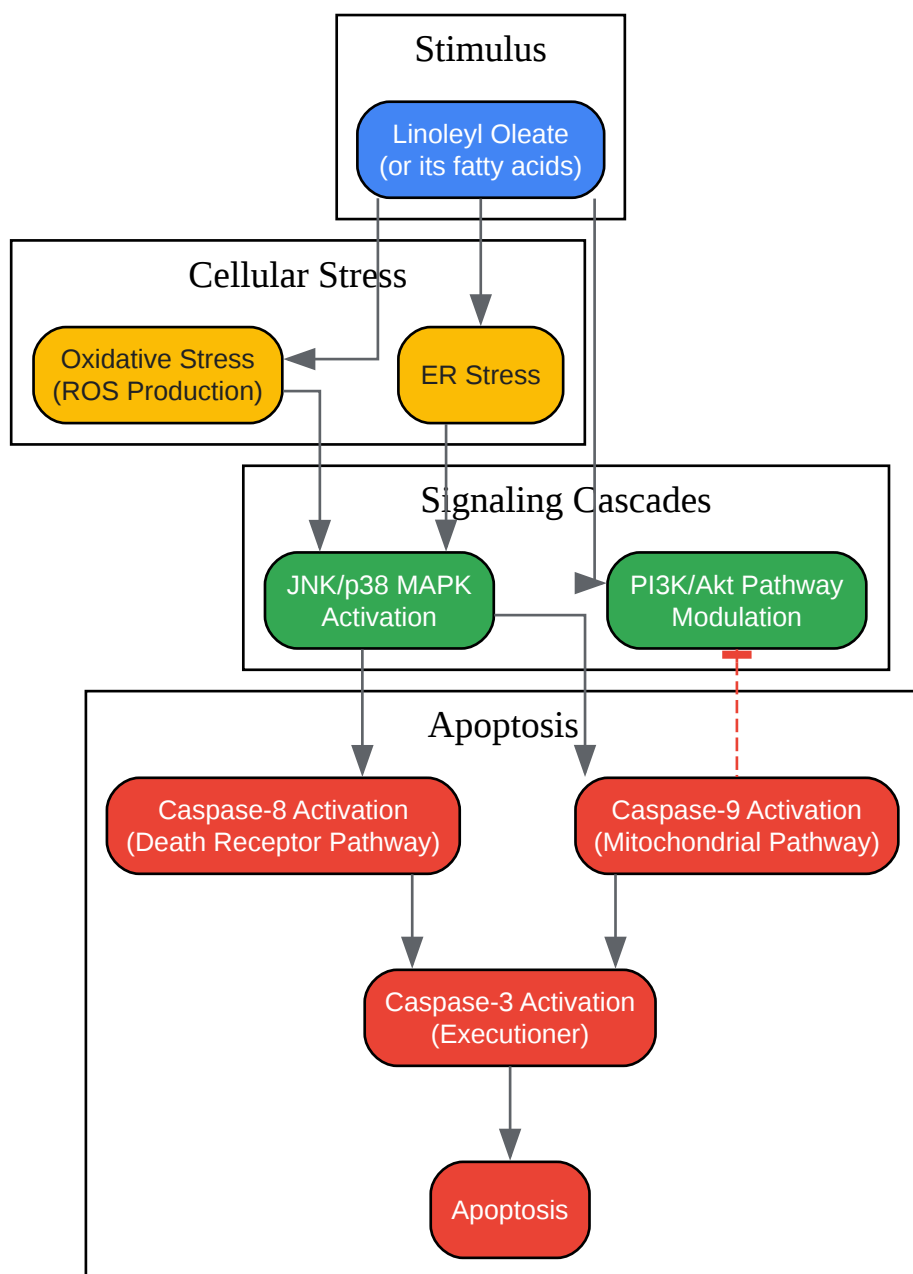 Stimulus
Linoleyl Oleate
(or its fatty acids)
Cellular Stress
Oxidative Stress
(ROS Production)
ER Stress
Signaling Cascades
JNK/p38 MAPK
Activation
PI3K/Akt Pathway
Modulation
Apoptosis
Caspase-8 Activation
(Death Receptor Pathway)
Caspase-9 Activation
(Mitochondrial Pathway)
Caspase-3 Activation
(Executioner)
Apoptosis